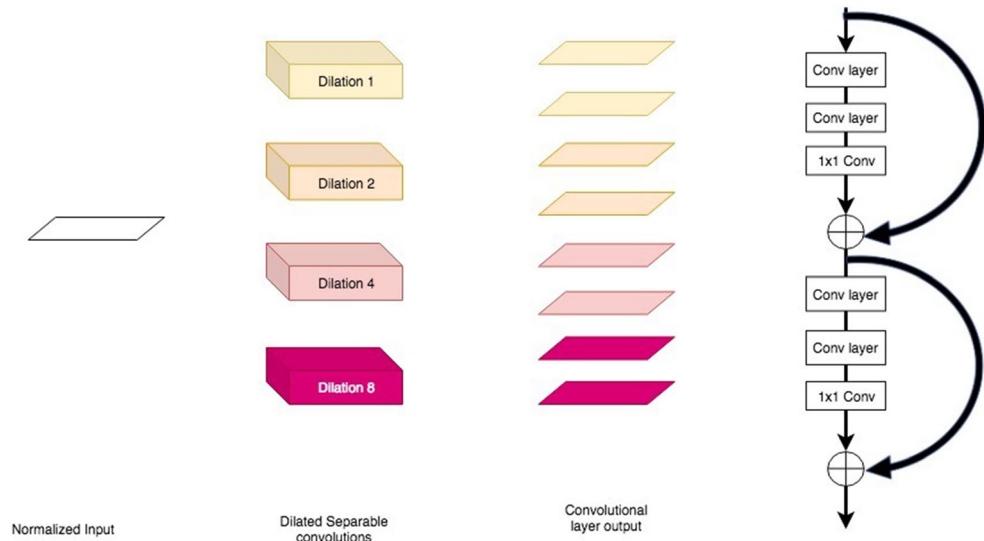 Dilation 1
Dilation 2
Dilation 4
Dilation 8
Conv layer
Conv layer
1x1 Conv
Conv layer
Conv layer
1x1 Conv
Normalized Input
Dilated Separable
convolutions
Convolutional
layer output